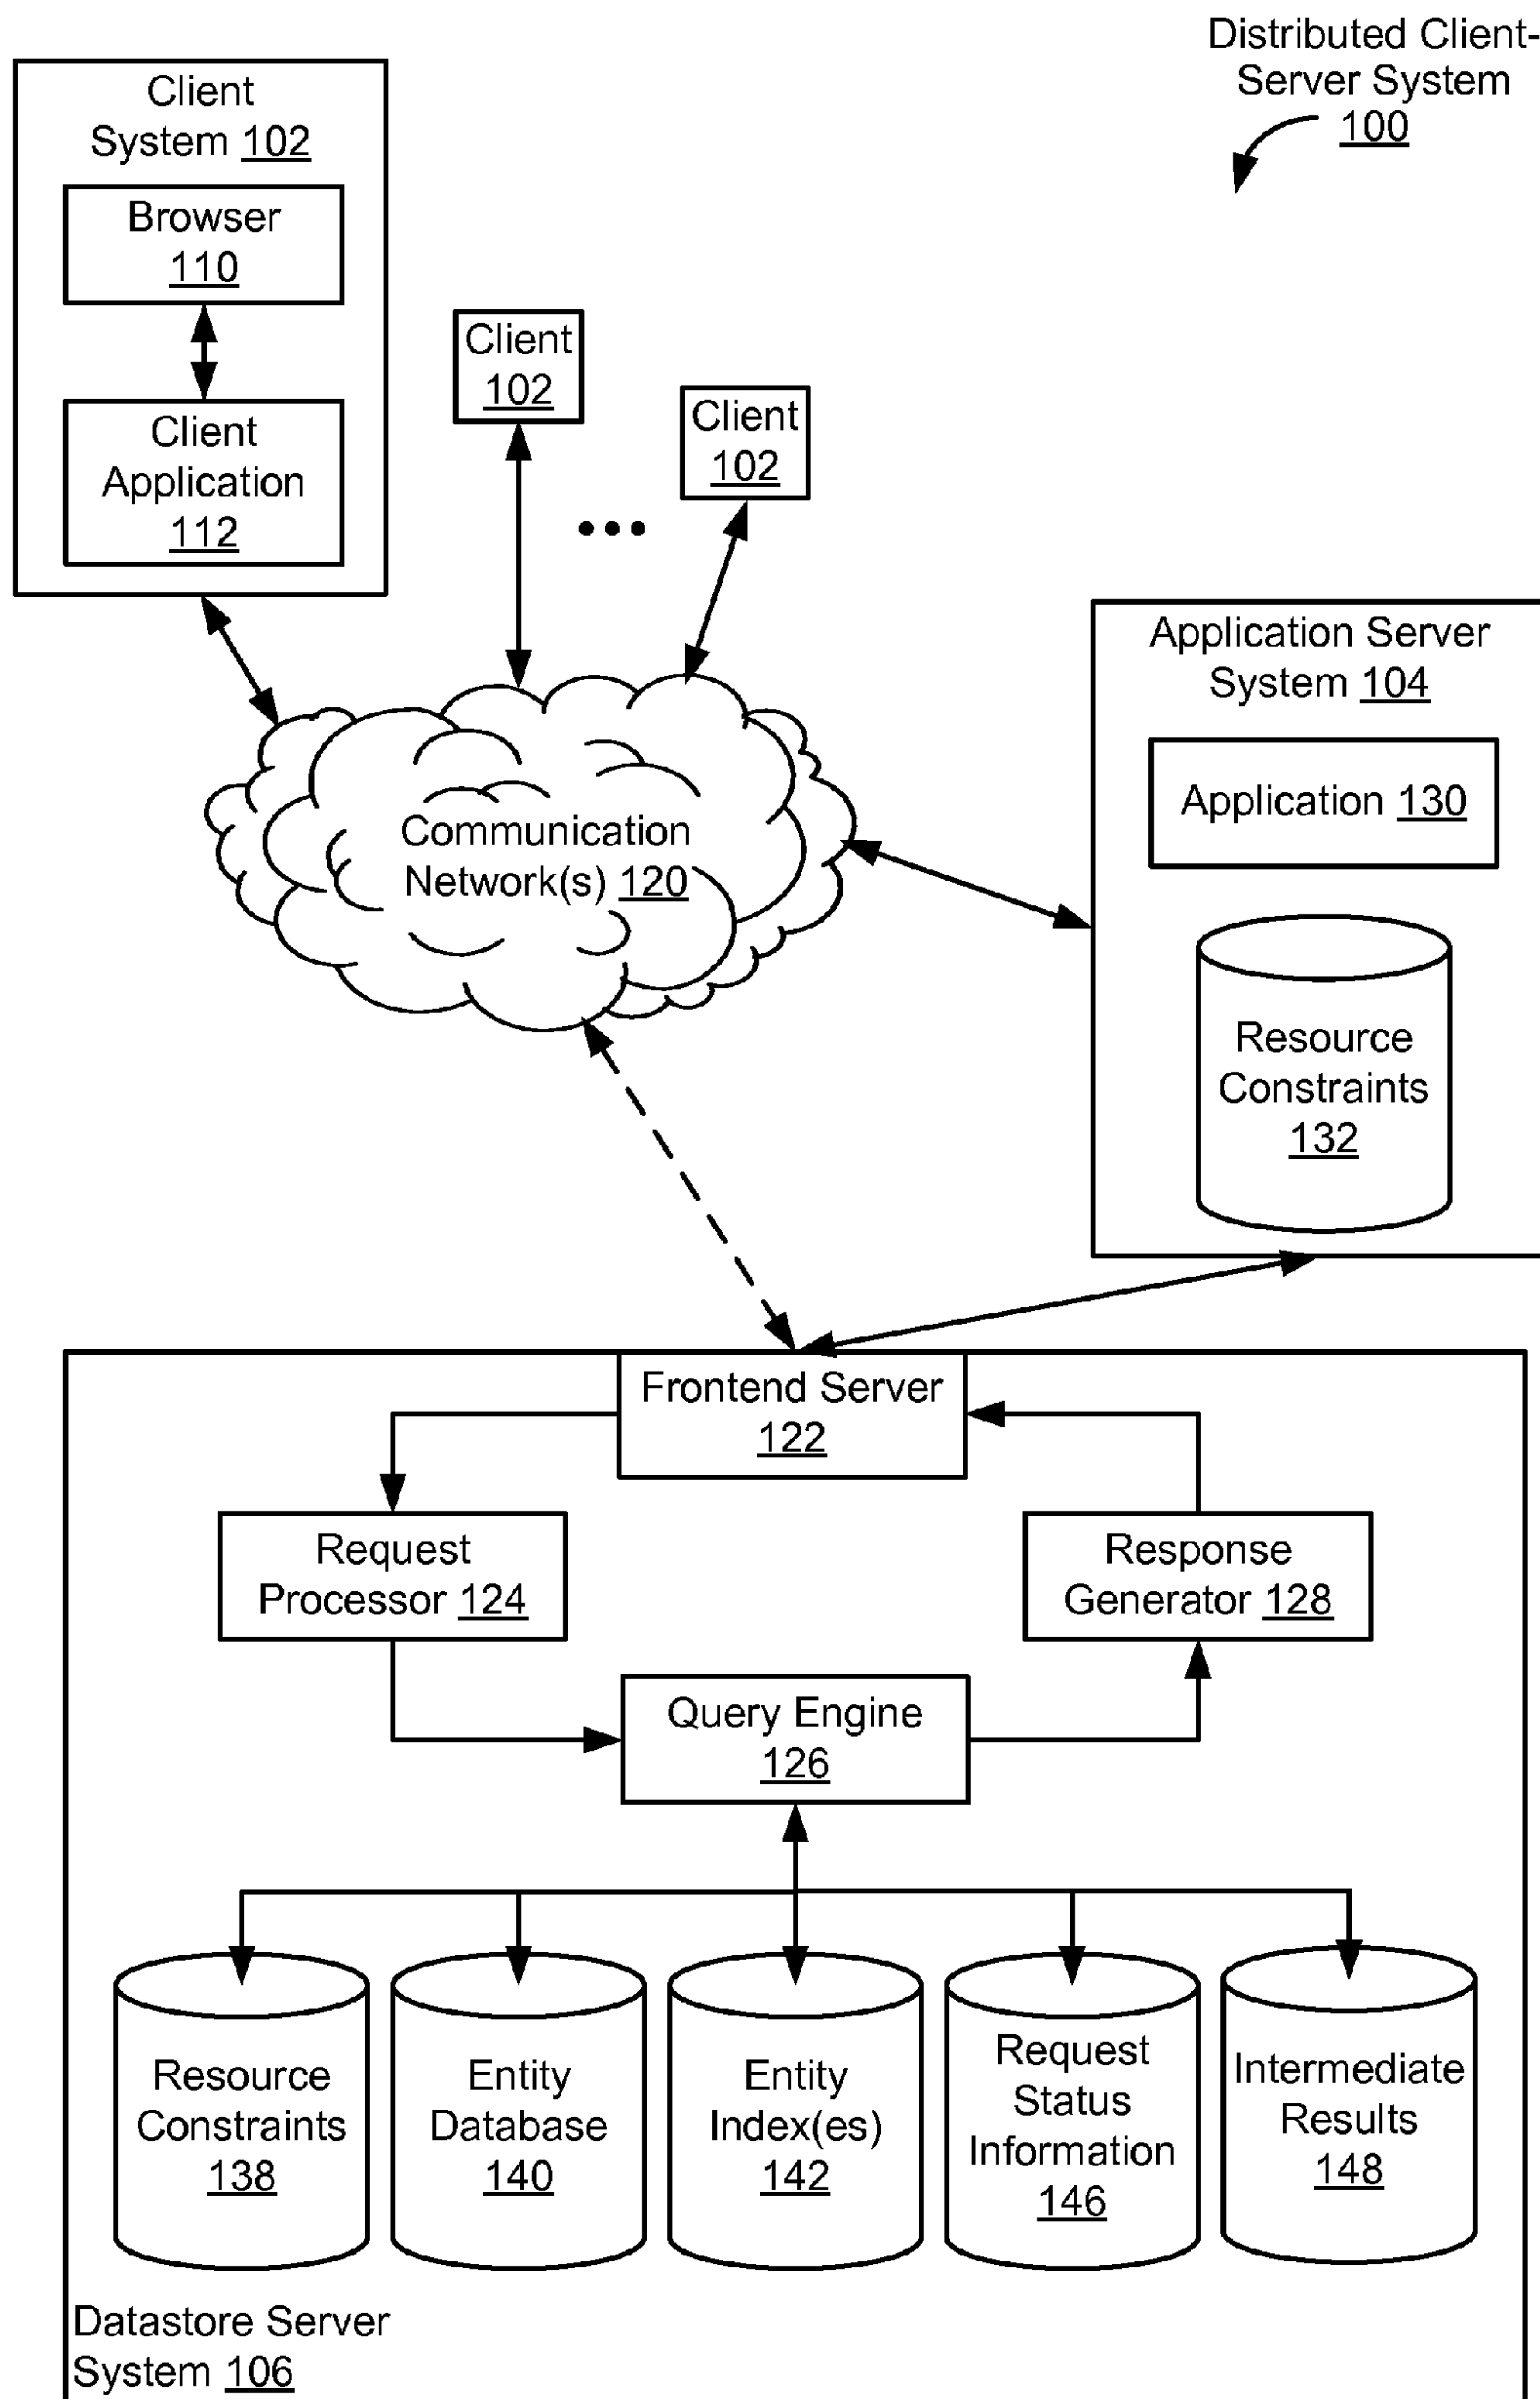 Distributed Client-
Server System
100
Client
System 102
Browser
110
Client
Application
112
Client
102
Client
102
Application Server
System 104
Application 130
Resource
Constraints
132
Communication
Network(s) 120
Frontend Server
122
Request
Processor 124
Response
Generator 128
Query Engine
126
Resource
Constraints
138
Entity
Database
140
Entity
Index(es)
142
Request
Status
Information
146
Intermediate
Results
148
Datastore Server
System 106